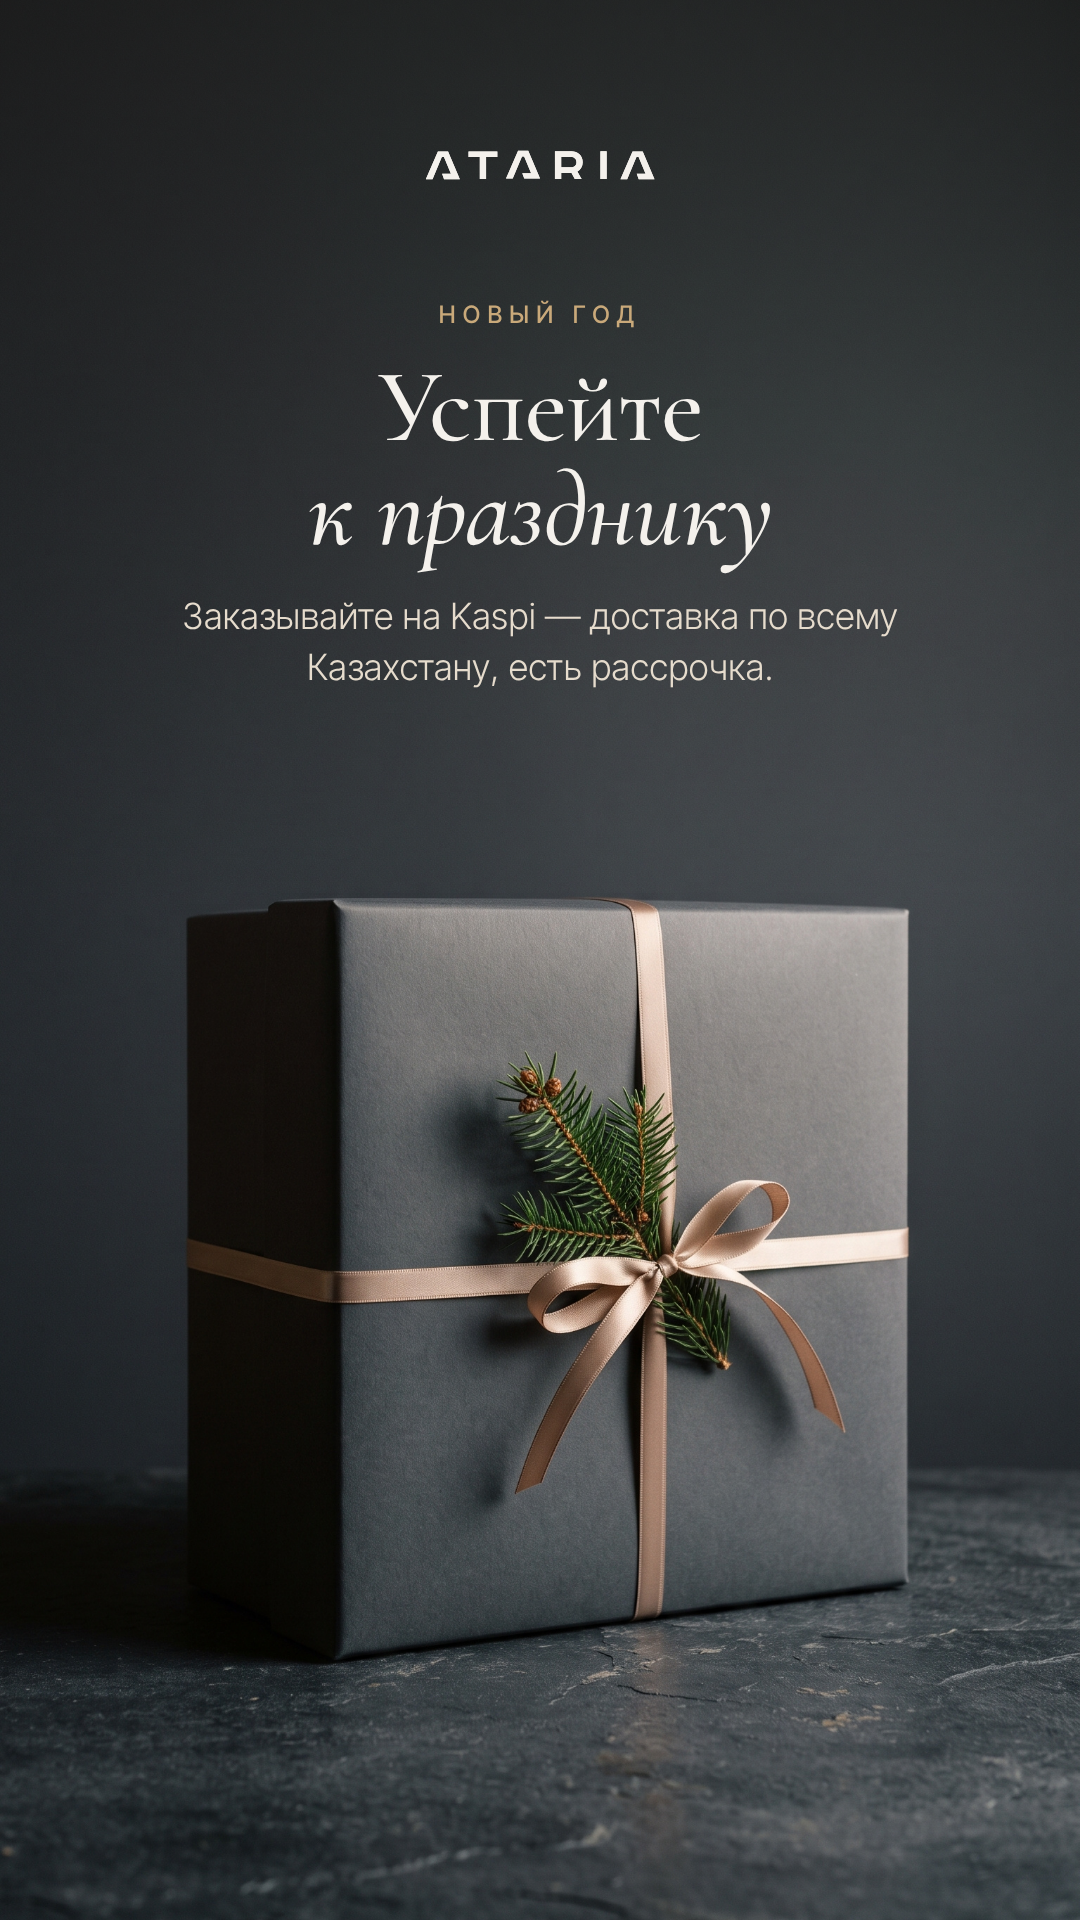 ATARIA
НОВЫЙ ГОД
Успейте
к празднику
Заказывайте на Kaspi — доставка по всему
Казахстану, есть рассрочка.